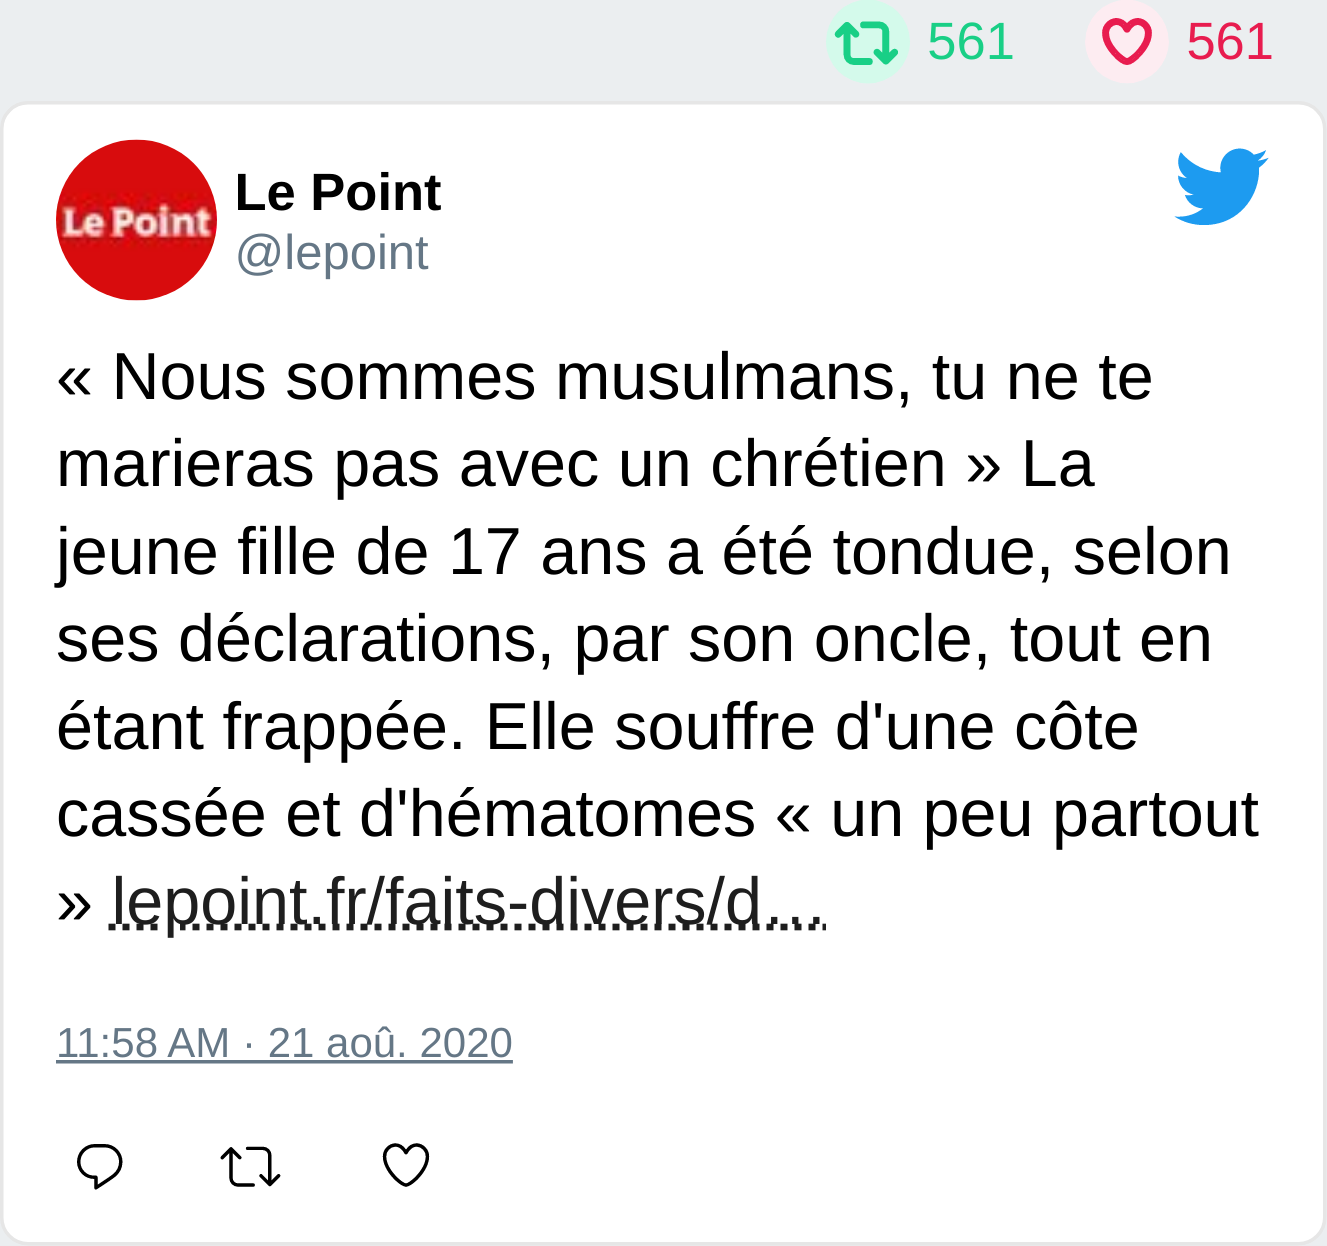 561 561
Le Point
Le Point
@lepoint
« Nous sommes musulmans, tu ne te
marieras pas avec un chrétien » La
jeune fille de 17 ans a été tondue, selon
ses déclarations, par son oncle, tout en
étant frappée. Elle souffre d'une côte
cassée et d'hématomes « un peu partout
» lepoint.fr/faits-divers/d...
11:58 AM · 21 aoû. 2020